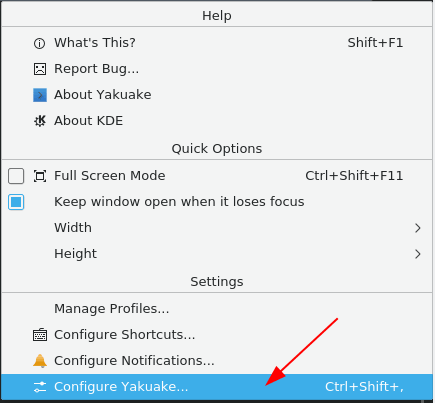 Help
What's This? Shift+F1
Report Bug...
About Yakuake
About KDE
Quick Options
Full Screen Mode Ctrl+Shift+F11
Keep window open when it loses focus
Width
Height
Settings
Manage Profiles...
Configure Shortcuts...
Configure Notifications...
Configure Yakuake... Ctrl+Shift+,